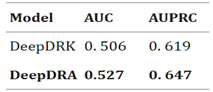 Model AUC AUPRC
DeepDRK 0.506 0.619
DeepDRA 0.527 0.647